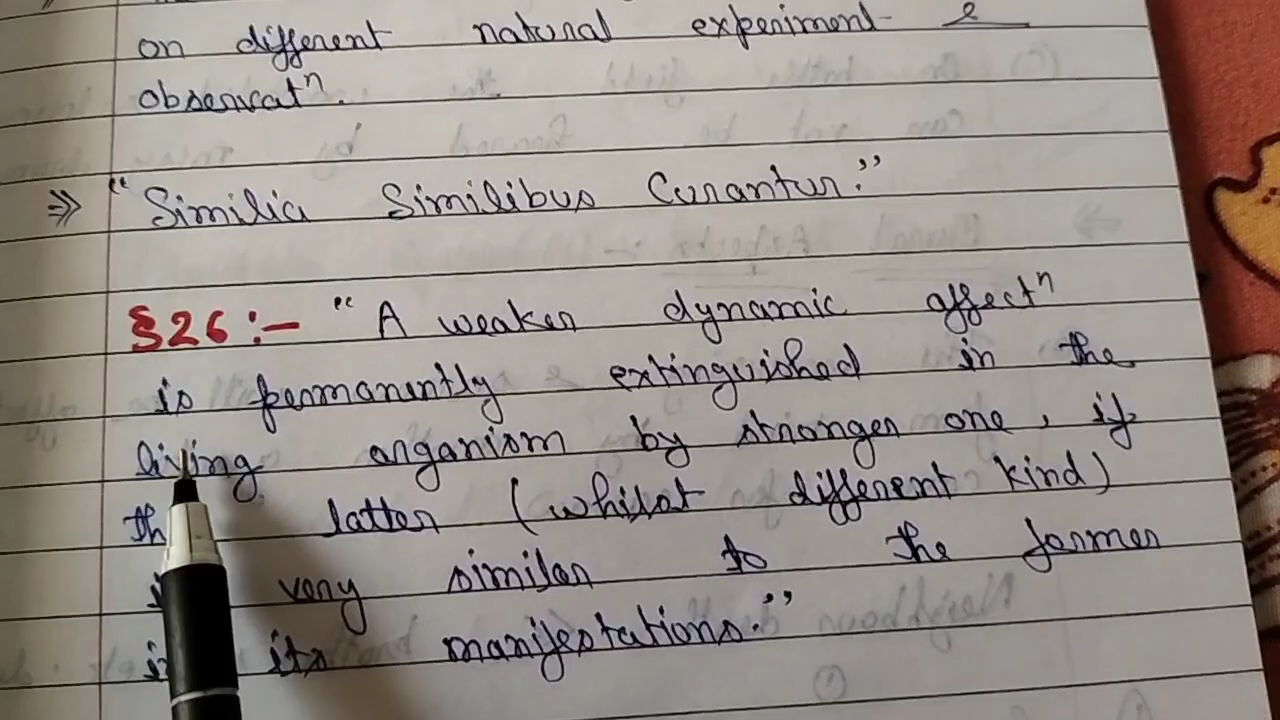 on different natural experiment &
observatⁿ.
⇒ "Similia Similibus Curantur."
§26:- "A weaker dynamic affectⁿ
is permanently extinguished in the
living organism by stronger one, if
th latter (whilst different kind)
very similar to the former
its manifestations."